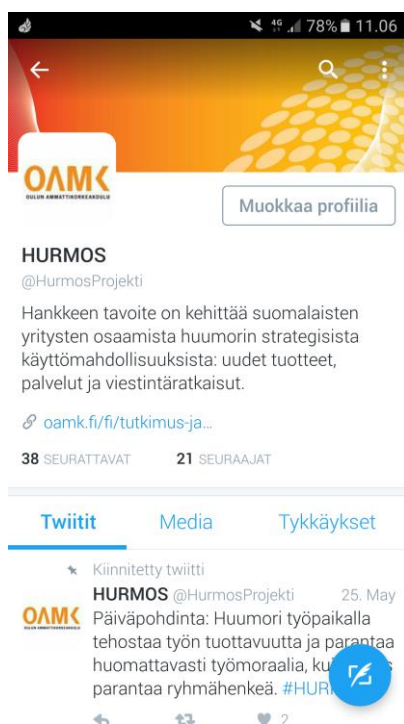 4G 78% 11.06
OAMK
OULUN AMMATTIKORKEAKOULU
Muokkaa profiilia
HURMOS
@HurmosProjekti
Hankkeen tavoite on kehittää suomalaisten
yritysten osaamista huumorin strategisista
käyttömahdollisuuksista: uudet tuotteet,
palvelut ja viestintäratkaisut.
oamk.fi/fi/tutkimus-ja...
38 SEURATTAVAT 21 SEURAAJAT
Twiitit Media Tykkäykset
Kiinnitetty twiitti
HURMOS @HurmosProjekti 25. May
OAMK
Päiväpohdinta: Huumori työpaikalla
tehostaa työn tuottavuutta ja parantaa
huomattavasti työmoraalia,
parantaa ryhmähenkeä.
2